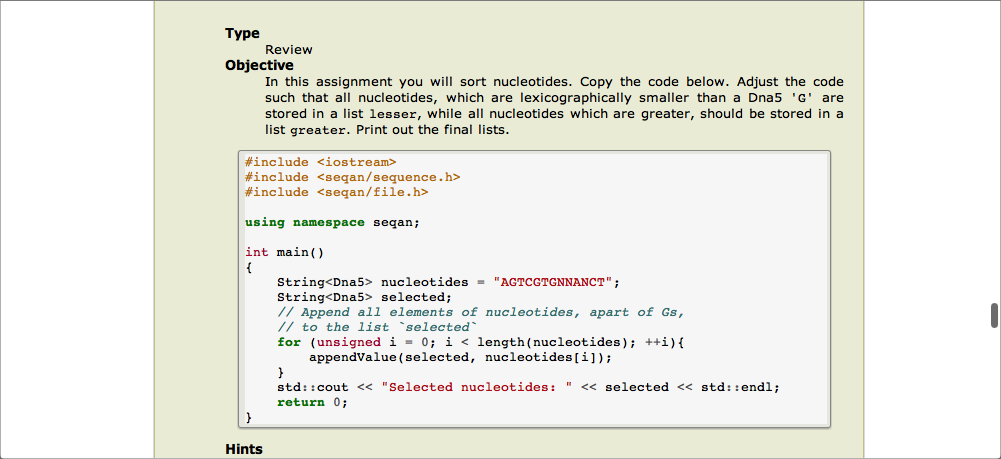 Type
Review
Objective
In this assignment you will sort nucleotides. Copy the code below. Adjust the code
such that all nucleotides, which are lexicographically smaller than a Dna5 'G' are
stored in a list lesser, while all nucleotides which are greater, should be stored in a
list greater. Print out the final lists.
#include <iostream>
#include <seqan/sequence.h>
#include <seqan/file.h>
using namespace seqan;
int main()
{
String<Dna5> nucleotides = "AGTCGTGNNANCT";
String<Dna5> selected;
// Append all elements of nucleotides, apart of Gs,
// to the list `selected`
for (unsigned i = 0; i < length(nucleotides); ++i){
appendValue(selected, nucleotides[i]);
}
std::cout << "Selected nucleotides: " << selected << std::endl;
return 0;
}
Hints